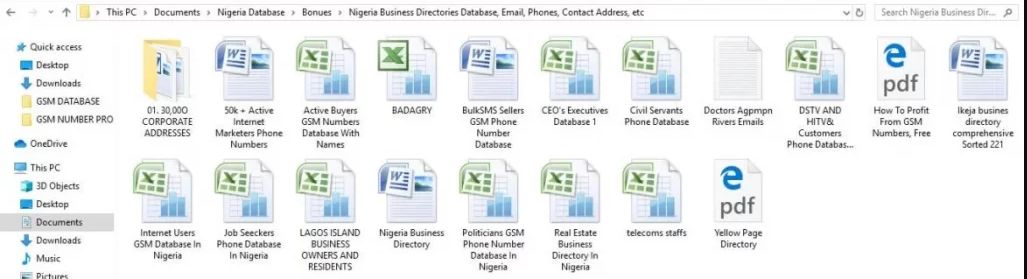 This PC > Documents > Nigeria Database > Bonues > Nigeria Business Directories Database, Email, Phones, Contact Address, etc
Search Nigeria Business Dir...
Quick access
Desktop
Downloads
GSM DATABASE
GSM NUMBER PRO
OneDrive
This PC
3D Objects
Desktop
Documents
Downloads
Music
Pictures
01. 30,000
CORPORATE
ADDRESSES
50k + Active
Internet
Marketers Phone
Numbers
Active Buyers
GSM Numbers
Database With
Names
BADAGRY
BulkSMS Sellers
GSM Phone
Number
Database
CEO's Executives
Database 1
Civil Servants
Phone Database
Doctors Agpmpn
Rivers Emails
DSTV AND
HITV&
Customers
Phone Databas...
pdf
How To Profit
From GSM
Numbers, Free
Ikeja busines
directory
comprehensive
Sorted 221
Internet Users
GSM Database In
Nigeria
Job Seeckers
Phone Database
In Nigeria
LAGOS ISLAND
BUSINESS
OWNERS AND
RESIDENTS
Nigeria Business
Directory
Politicians GSM
Phone Number
Database In
Nigeria
Real Estate
Business
Directory In
Nigeria
telecoms staffs
pdf
Yellow Page
Directory